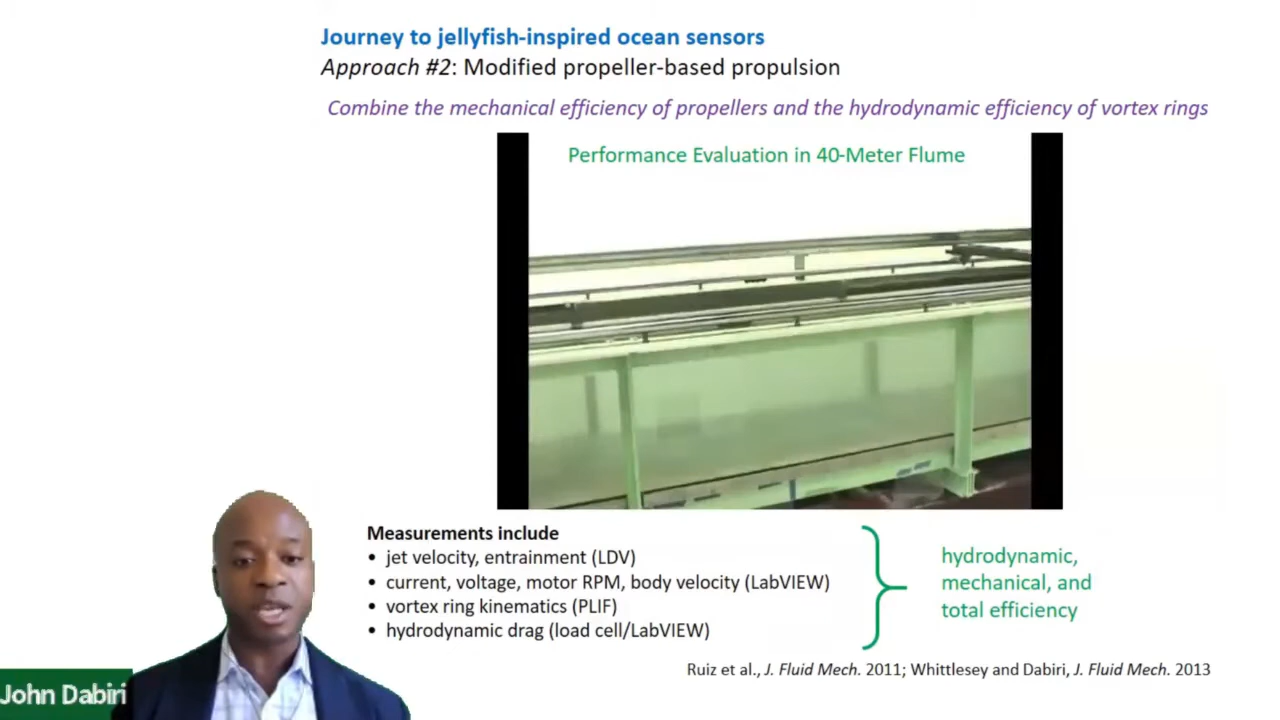 Journey to jellyfish-inspired ocean sensors
Approach #2: Modified propeller-based propulsion
Combine the mechanical efficiency of propellers and the hydrodynamic efficiency of vortex rings
Performance Evaluation in 40-Meter Flume
Measurements include
• jet velocity, entrainment (LDV)
• current, voltage, motor RPM, body velocity (LabVIEW)
• vortex ring kinematics (PLIF)
• hydrodynamic drag (load cell/LabVIEW)
hydrodynamic,
mechanical, and
total efficiency
Ruiz et al., J. Fluid Mech. 2011; Whittlesey and Dabiri, J. Fluid Mech. 2013
John Dabiri